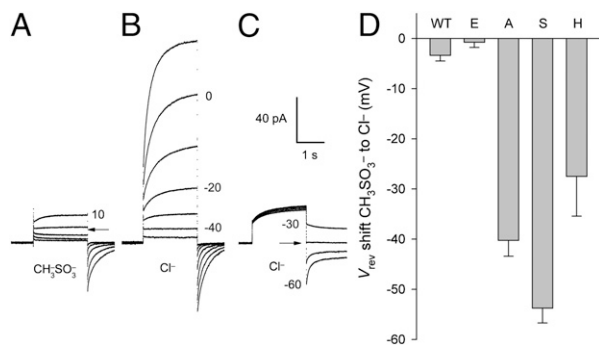 A
B
C
D
10
CH₃SO₃⁻
0
-20
-40
Cl⁻
40 pA
1 s
-30
-60
Cl⁻
WT E A S H
0
-10
-20
-30
-40
-50
-60
Vrev shift CH₃SO₃⁻ to Cl⁻ (mV)